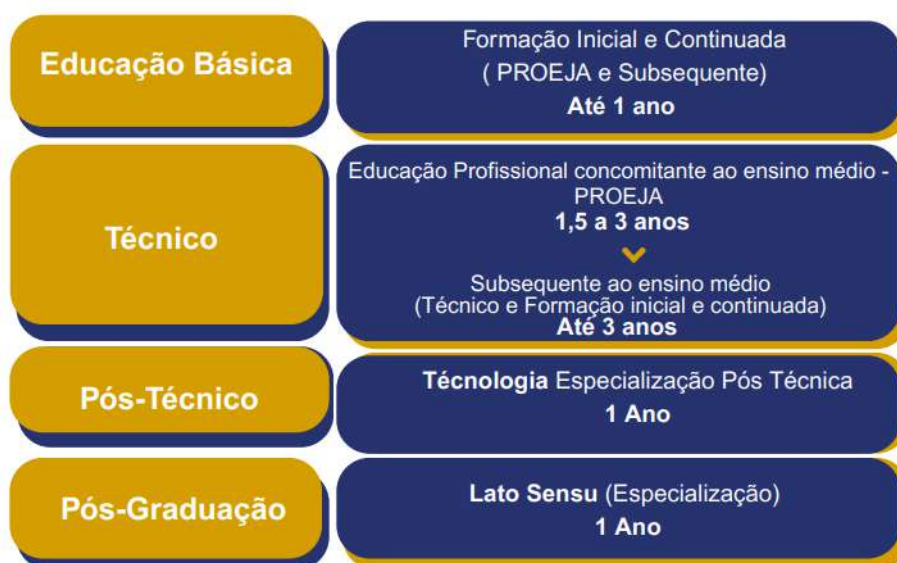 Educação Básica
Formação Inicial e Continuada
( PROEJA e Subsequente)
Até 1 ano
Técnico
Educação Profissional concomitante ao ensino médio -
PROEJA
1,5 a 3 anos
Subsequente ao ensino médio
(Técnico e Formação inicial e continuada)
Até 3 anos
Pós-Técnico
Técnologia Especialização Pós Técnica
1 Ano
Pós-Graduação
Lato Sensu (Especialização)
1 Ano